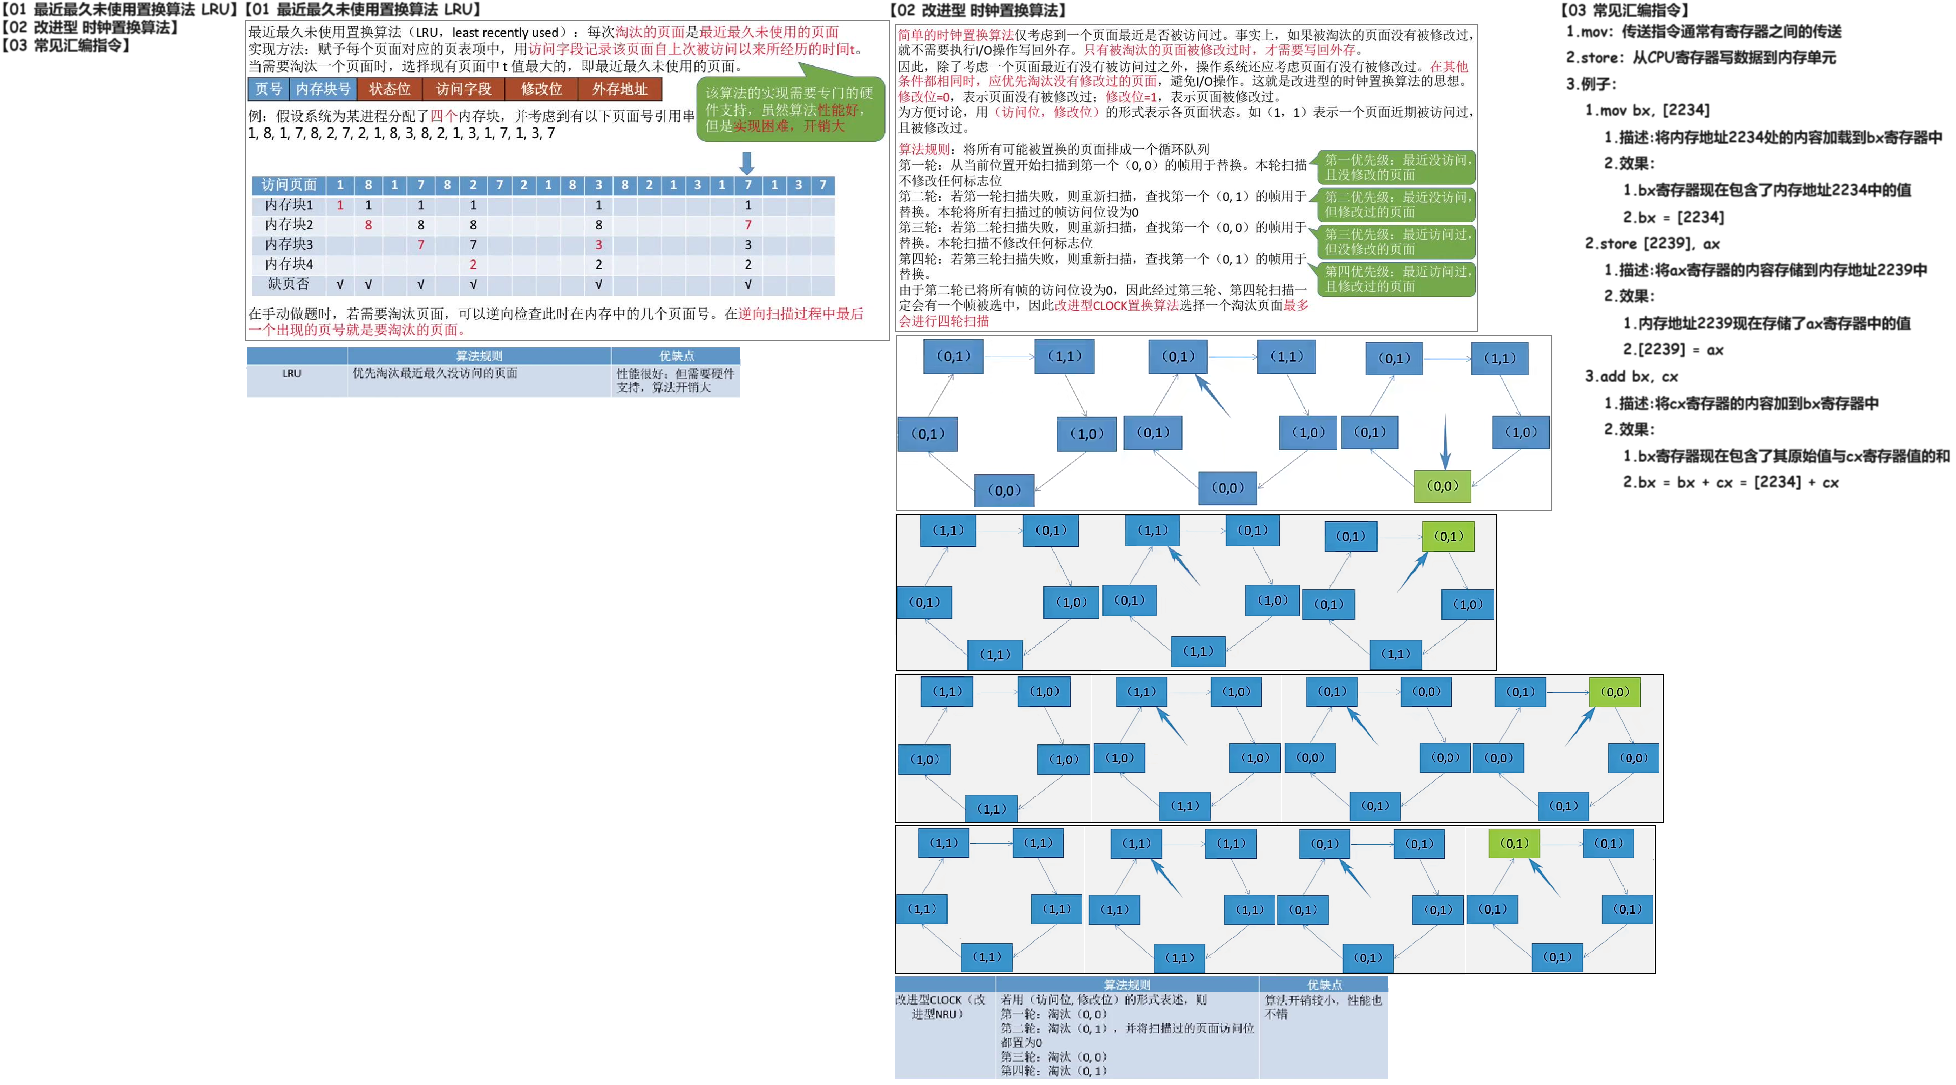 【01 最近最久未使用置换算法 LRU】
【02 改进型 时钟置换算法】
【03 常见汇编指令】
【01 最近最久未使用置换算法 LRU】
最近最久未使用置换算法（LRU，least recently used）：每次淘汰的页面是最近最久未使用的页面
实现方法：赋予每个页面对应的页表项中，用访问字段记录该页面自上次被访问以来所经历的时间t。
当需要淘汰一个页面时，选择现有页面中 t 值最大的，即最近最久未使用的页面。
页号 内存块号 状态位 访问字段 修改位 外存地址
该算法的实现需要专门的硬
件支持，虽然算法性能好，
但是实现困难，开销大
例：假设系统为某进程分配了四个内存块，并考虑到有以下页面号引用串
1, 8, 1, 7, 8, 2, 7, 2, 1, 8, 3, 8, 2, 1, 3, 1, 7, 1, 3, 7
访问页面 1 8 1 7 8 2 7 2 1 8 3 8 2 1 3 1 7 1 3 7
内存块1 1 1 1 1 1 1
内存块2 8 8 8 8 7
内存块3 7 7 3 3
内存块4 2 2 2
缺页否 √ √ √ √ √ √
在手动做题时，若需要淘汰页面，可以逆向检查此时在内存中的几个页面号。在逆向扫描过程中最后
一个出现的页号就是要淘汰的页面。
算法规则 优缺点
LRU 优先淘汰最近最久没访问的页面 性能很好；但需要硬件
支持，算法开销大
【02 改进型 时钟置换算法】
简单的时钟置换算法仅考虑到一个页面最近是否被访问过。事实上，如果被淘汰的页面没有被修改过，
就不需要执行I/O操作写回外存。只有被淘汰的页面被修改过时，才需要写回外存。
因此，除了考虑一个页面最近有没有被访问过之外，操作系统还应考虑页面有没有被修改过。在其他
条件都相同时，应优先淘汰没有修改过的页面，避免I/O操作。这就是改进型的时钟置换算法的思想。
修改位=0，表示页面没有被修改过；修改位=1，表示页面被修改过。
为方便讨论，用（访问位，修改位）的形式表示各页面状态。如（1，1）表示一个页面近期被访问过，
且被修改过。
算法规则：将所有可能被置换的页面排成一个循环队列
第一轮：从当前位置开始扫描到第一个（0, 0）的帧用于替换。本轮扫描
不修改任何标志位
第二轮：若第一轮扫描失败，则重新扫描，查找第一个（0, 1）的帧用于
替换。本轮将所有扫描过的帧访问位设为0
第三轮：若第二轮扫描失败，则重新扫描，查找第一个（0, 0）的帧用于
替换。本轮扫描不修改任何标志位
第四轮：若第三轮扫描失败，则重新扫描，查找第一个（0, 1）的帧用于
替换。
由于第二轮已将所有帧的访问位设为0，因此经过第三轮、第四轮扫描一
定会有一个帧被选中，因此改进型CLOCK置换算法选择一个淘汰页面最多
会进行四轮扫描
第一优先级：最近没访问，
且没修改的页面
第二优先级：最近没访问，
但修改过的页面
第三优先级：最近访问过，
但没修改的页面
第四优先级：最近访问过，
且修改过的页面
（0,1） （1,1） （0,1） （1,1） （0,1） （1,1）
（0,1） （1,0） （0,1） （1,0） （0,1） （1,0）
（0,0） （0,0） （0,0）
（1,1） （0,1） （1,1） （0,1） （0,1） （0,1）
（0,1） （1,0） （0,1） （1,0） （0,1） （1,0）
（1,1） （1,1） （1,1）
（1,1） （1,0） （1,1） （1,0） （0,1） （0,0） （0,1） （0,0）
（1,0） （1,0） （1,0） （1,0） （0,0） （0,0） （0,0） （0,0）
（1,1） （1,1） （0,1） （0,1）
（1,1） （1,1） （1,1） （1,1） （0,1） （0,1） （0,1） （0,1）
（1,1） （1,1） （1,1） （1,1） （0,1） （0,1） （0,1） （0,1）
（1,1） （1,1） （0,1） （0,1）
算法规则 优缺点
改进型CLOCK（改
进型NRU）
若用（访问位, 修改位）的形式表述，则
第一轮：淘汰（0, 0）
第二轮：淘汰（0, 1），并将扫描过的页面访问位
都置为0
第三轮：淘汰（0, 0）
第四轮：淘汰（0, 1）
算法开销较小，性能也
不错
【03 常见汇编指令】
1.mov：传送指令通常有寄存器之间的传送
2.store：从CPU寄存器写数据到内存单元
3.例子：
1.mov bx, [2234]
1.描述:将内存地址2234处的内容加载到bx寄存器中
2.效果：
1.bx寄存器现在包含了内存地址2234中的值
2.bx = [2234]
2.store [2239], ax
1.描述:将ax寄存器的内容存储到内存地址2239中
2.效果：
1.内存地址2239现在存储了ax寄存器中的值
2.[2239] = ax
3.add bx, cx
1.描述:将cx寄存器的内容加到bx寄存器中
2.效果：
1.bx寄存器现在包含了其原始值与cx寄存器值的和
2.bx = bx + cx = [2234] + cx